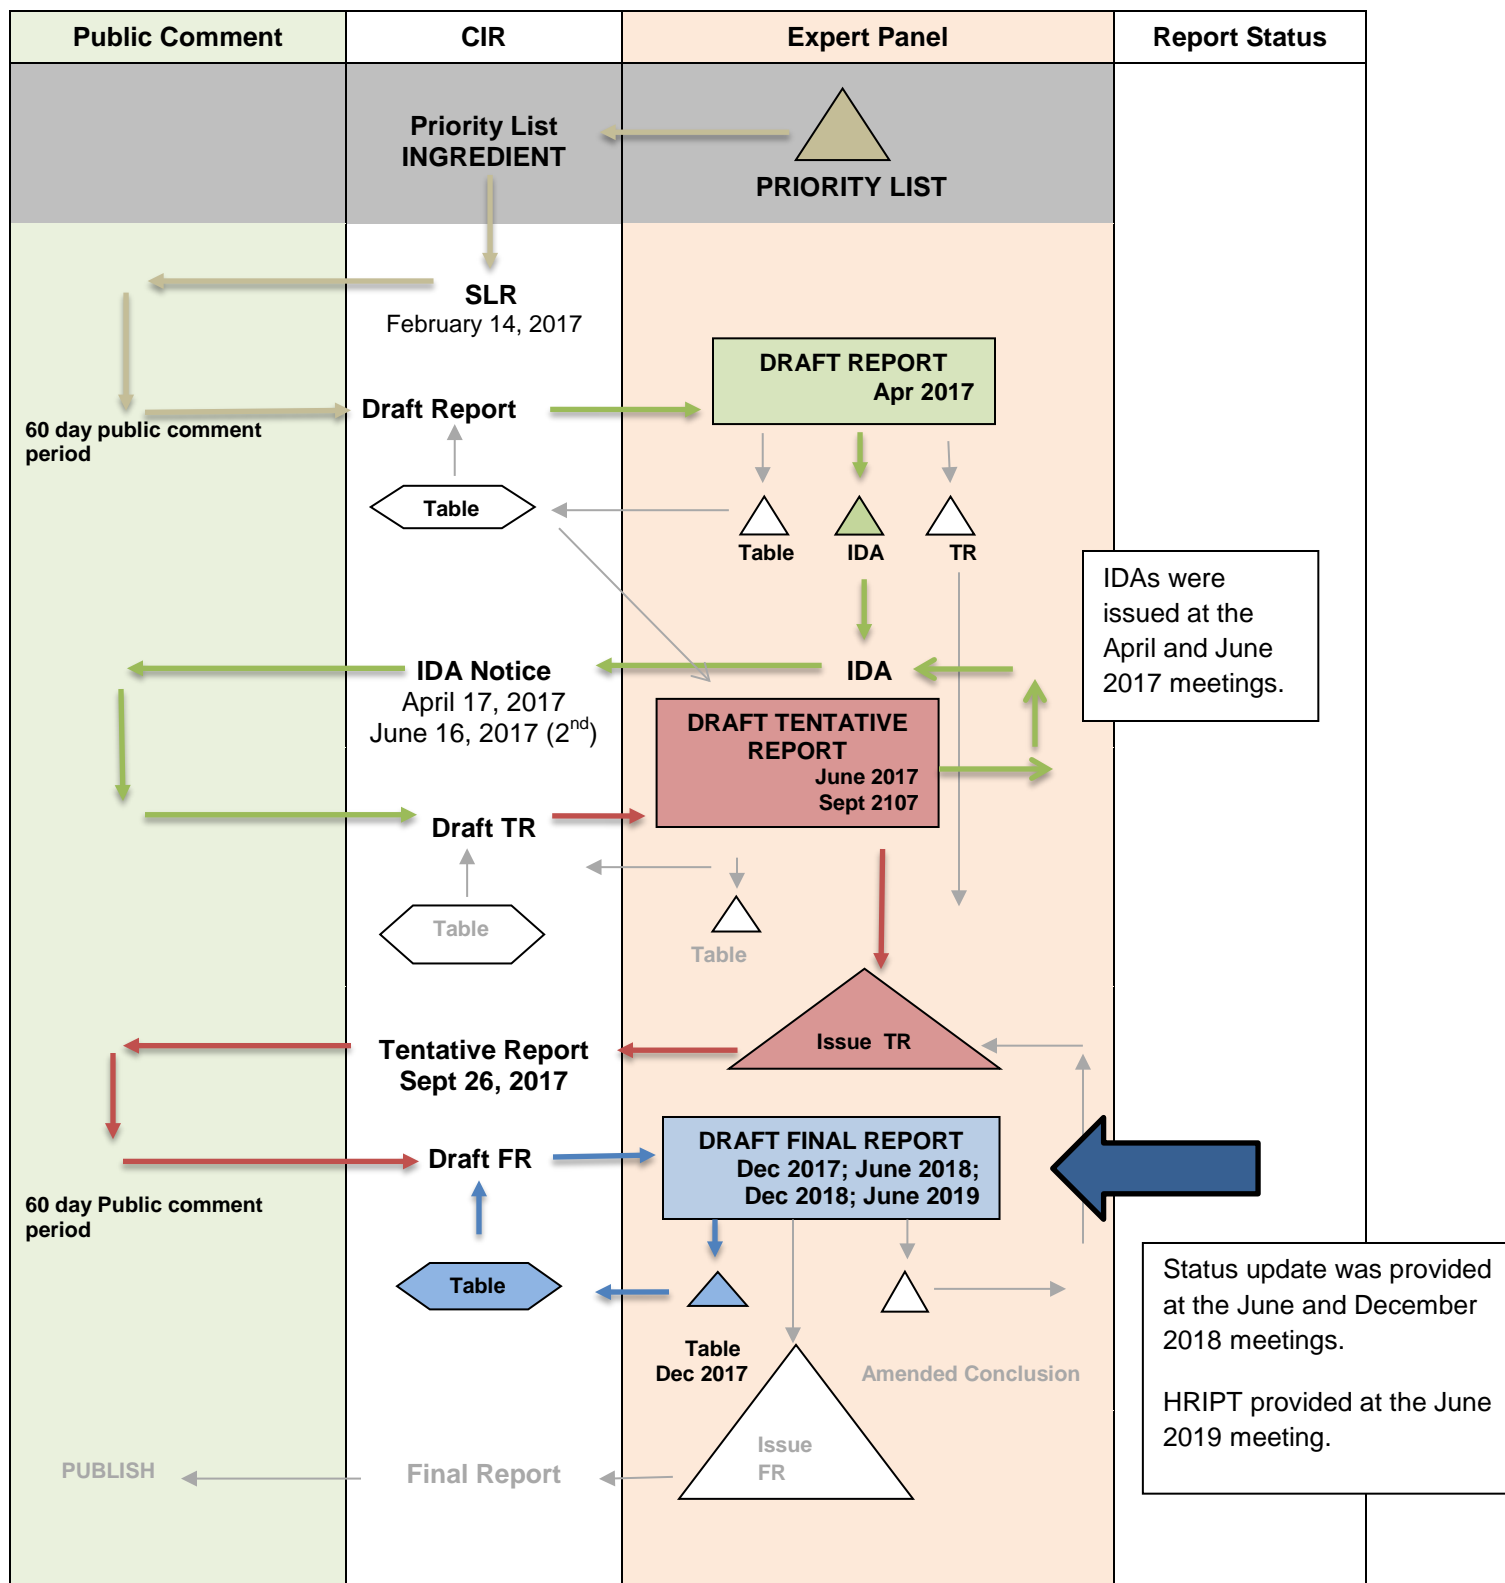 Public Comment
CIR
Expert Panel
Report Status
Priority List
INGREDIENT
PRIORITY LIST
SLR
February 14, 2017
60 day public comment
period
Draft Report
DRAFT REPORT
Apr 2017
Table
Table
IDA
TR
IDAs were
issued at the
April and June
2017 meetings.
IDA Notice
April 17, 2017
June 16, 2017 (2nd)
IDA
DRAFT TENTATIVE
REPORT
June 2017
Sept 2107
Draft TR
Table
Table
Issue TR
Tentative Report
Sept 26, 2017
60 day Public comment
period
Draft FR
DRAFT FINAL REPORT
Dec 2017; June 2018;
Dec 2018; June 2019
Table
Table
Dec 2017
Amended Conclusion
Status update was provided
at the June and December
2018 meetings.
HRIPT provided at the June
2019 meeting.
PUBLISH
Final Report
Issue
FR